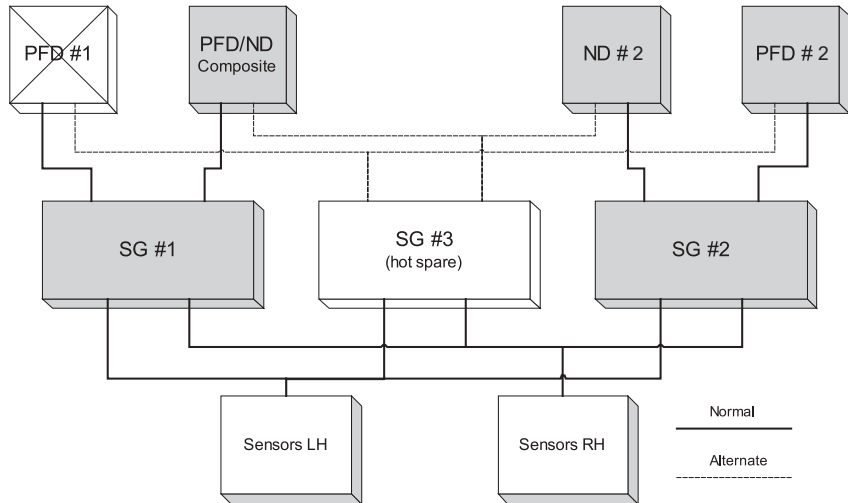 PFD #1
PFD/ND
Composite
ND # 2
PFD # 2
SG #1
SG #3
(hot spare)
SG #2
Sensors LH
Sensors RH
Normal
Alternate